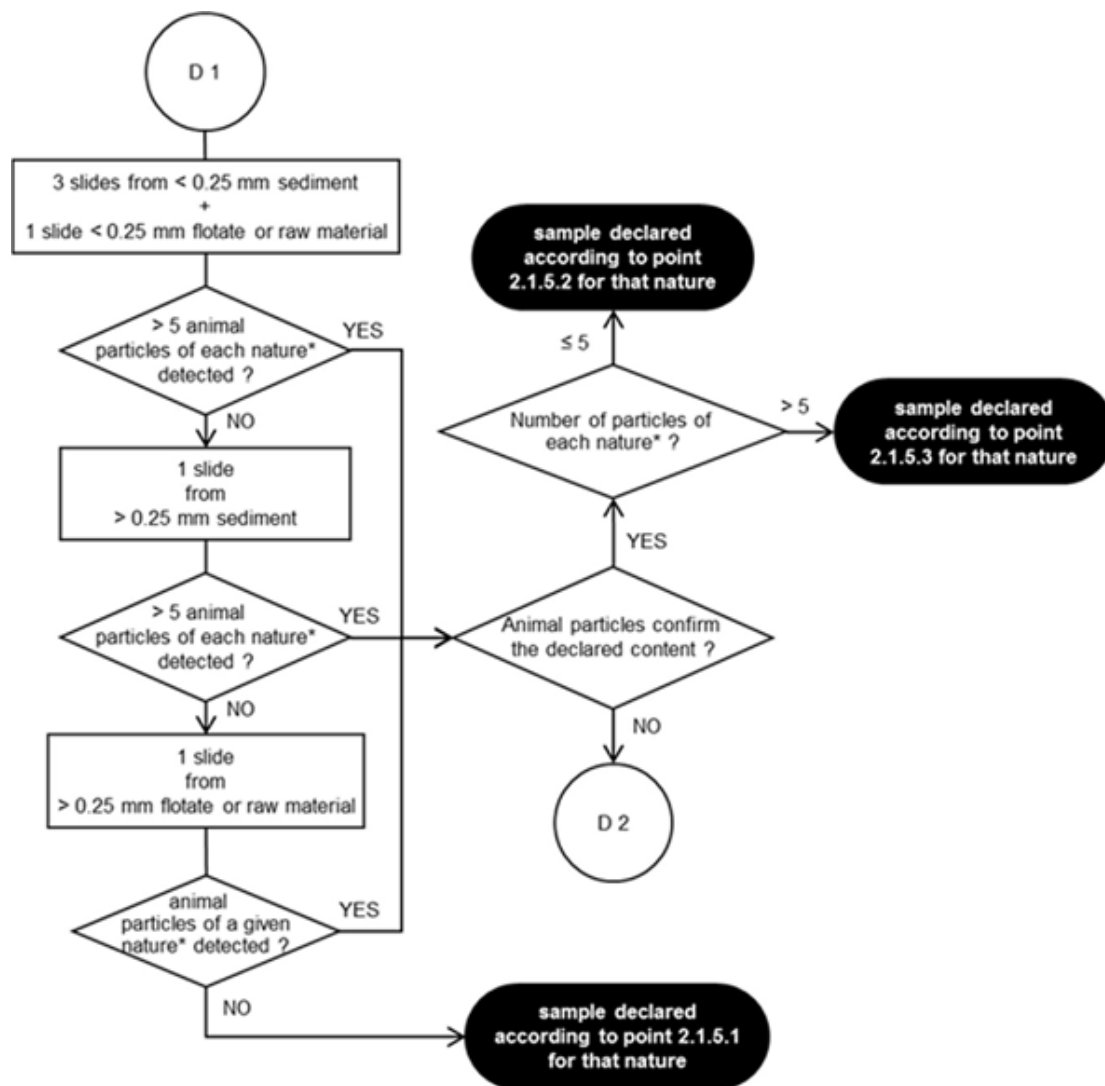 D 1
3 slides from < 0.25 mm sediment
+
1 slide < 0.25 mm flotate or raw material
> 5 animal
particles of each nature*
detected ?
YES
NO
1 slide
from
> 0.25 mm sediment
> 5 animal
particles of each nature*
detected ?
YES
NO
1 slide
from
> 0.25 mm flotate or raw material
animal
particles of a given
nature* detected ?
YES
NO
sample declared
according to point 2.1.5.1
for that nature
Animal particles confirm
the declared content ?
YES
NO
D 2
Number of particles of
each nature* ?
≤ 5
> 5
sample declared
according to point
2.1.5.2 for that nature
sample declared
according to point
2.1.5.3 for that nature